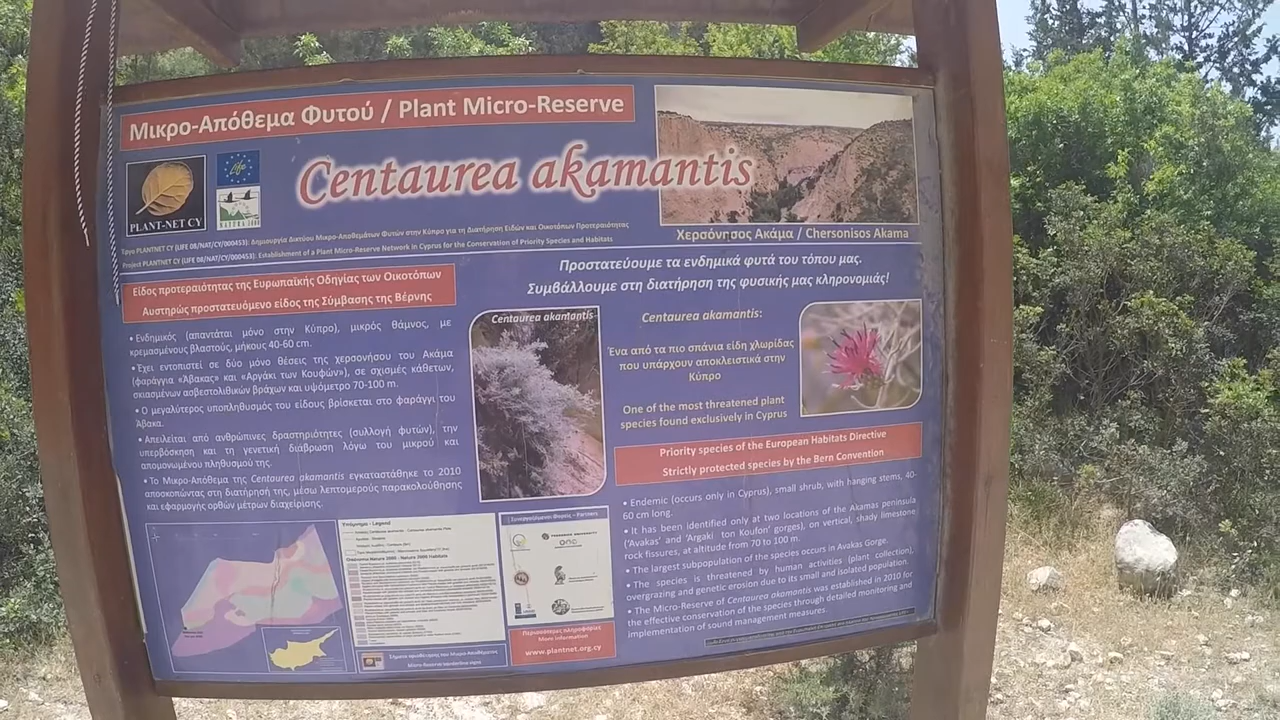 Μικρο-Απόθεμα Φυτού / Plant Micro-Reserve
PLANT-NET CY
life
NATURA 2000
Centaurea akamantis
Χερσόνησος Ακάμα / Chersonisos Akama
Έργο PLANTNET CY (LIFE 08/NAT/CY/000453): Δημιουργία Δικτύου Μικρο-Αποθεμάτων Φυτών στην Κύπρο για τη Διατήρηση Ειδών και Οικοτόπων Προτεραιότητας
Project PLANTNET CY (LIFE 08/NAT/CY/000453): Establishment of a Plant Micro-Reserve Network in Cyprus for the Conservation of Priority Species and Habitats
Προστατεύουμε τα ενδημικά φυτά του τόπου μας.
Συμβάλλουμε στη διατήρηση της φυσικής μας κληρονομιάς!
Είδος προτεραιότητας της Ευρωπαϊκής Οδηγίας των Οικοτόπων
Αυστηρώς προστατευόμενο είδος της Σύμβασης της Βέρνης
• Ενδημικός (απαντάται μόνο στην Κύπρο), μικρός θάμνος, με
κρεμασμένους βλαστούς, μήκους 40-60 cm.
• Έχει εντοπιστεί σε δύο μόνο θέσεις της χερσονήσου του Ακάμα
(φαράγγια «Άβακας» και «Αργάκι των Κουφών»), σε σχισμές κάθετων,
σκιασμένων ασβεστολιθικών βράχων και υψόμετρο 70-100 m.
• Ο μεγαλύτερος υποπληθυσμός του είδους βρίσκεται στο φαράγγι του
Άβακα.
• Απειλείται από ανθρώπινες δραστηριότητες (συλλογή φυτών), την
υπερβόσκηση και τη γενετική διάβρωση λόγω του μικρού και
απομονωμένου πληθυσμού της.
• Το Μικρο-Απόθεμα της Centaurea akamantis εγκαταστάθηκε το 2010
αποσκοπώντας στη διατήρησή της, μέσω λεπτομερούς παρακολούθησης
και εφαρμογής ορθών μέτρων διαχείρισης.
Centaurea akamantis
Centaurea akamantis:
Ένα από τα πιο σπάνια είδη χλωρίδας
που υπάρχουν αποκλειστικά στην
Κύπρο
One of the most threatened plant
species found exclusively in Cyprus
Priority species of the European Habitats Directive
Strictly protected species by the Bern Convention
• Endemic (occurs only in Cyprus), small shrub, with hanging stems, 40-
60 cm long.
• It has been identified only at two locations of the Akamas peninsula
('Avakas' and 'Argaki ton Koufon' gorges), on vertical, shady limestone
rock fissures, at altitude from 70 to 100 m.
• The largest subpopulation of the species occurs in Avakas Gorge.
• The species is threatened by human activities (plant collection),
overgrazing and genetic erosion due to its small and isolated population.
• The Micro-Reserve of Centaurea akamantis was established in 2010 for
the effective conservation of the species through detailed monitoring and
implementation of sound management measures.
Υπόμνημα - Legend
Συνεργαζόμενοι Φορείς – Partners
FREDERICK UNIVERSITY
Σήματα οριοθέτησης του Μικρο-Αποθέματος
Περισσότερες πληροφορίες
More information
www.plantnet.org.cy